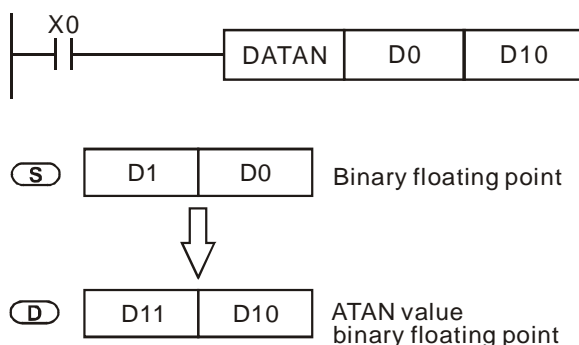 X0
DATAN D0 D10
S D1 D0 Binary floating point
D D11 D10 ATAN value
binary floating point